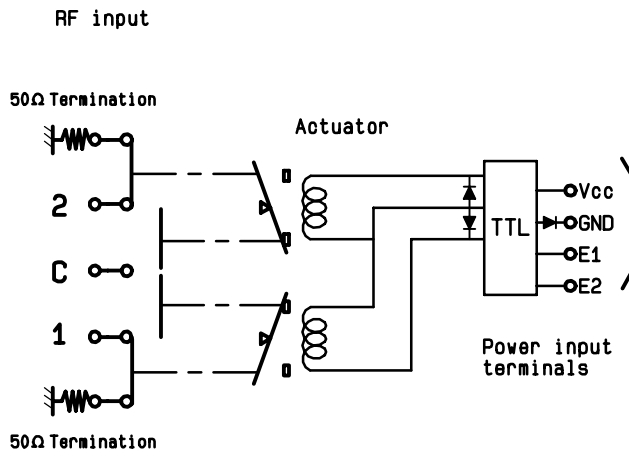 RF input
50Ω Termination
Actuator
2
C
1
TTL
Vcc
GND
E1
E2
Power input
terminals
50Ω Termination